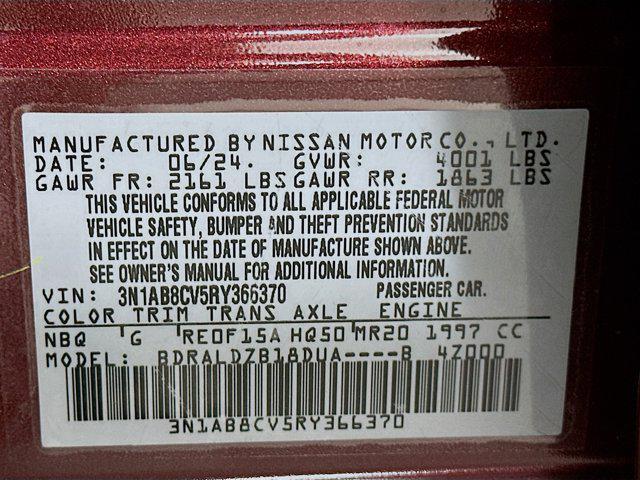 MANUFACTURED BY NISSAN MOTOR CO., LTD.
DATE: 06/24. GVWR: 4001 LBS
GAWR FR: 2161 LBS GAWR RR: 1863 LBS
THIS VEHICLE CONFORMS TO ALL APPLICABLE FEDERAL MOTOR
VEHICLE SAFETY, BUMPER AND THEFT PREVENTION STANDARDS
IN EFFECT ON THE DATE OF MANUFACTURE SHOWN ABOVE.
SEE OWNER'S MANUAL FOR ADDITIONAL INFORMATION.
VIN: 3N1AB8CV5RY366370 PASSENGER CAR.
COLOR TRIM TRANS AXLE ENGINE
NBQ G RE0F15A HQ50 MR20 1997 CC
MODEL: BDRALDZB18DUA----B 4Z000
3N1AB8CV5RY366370